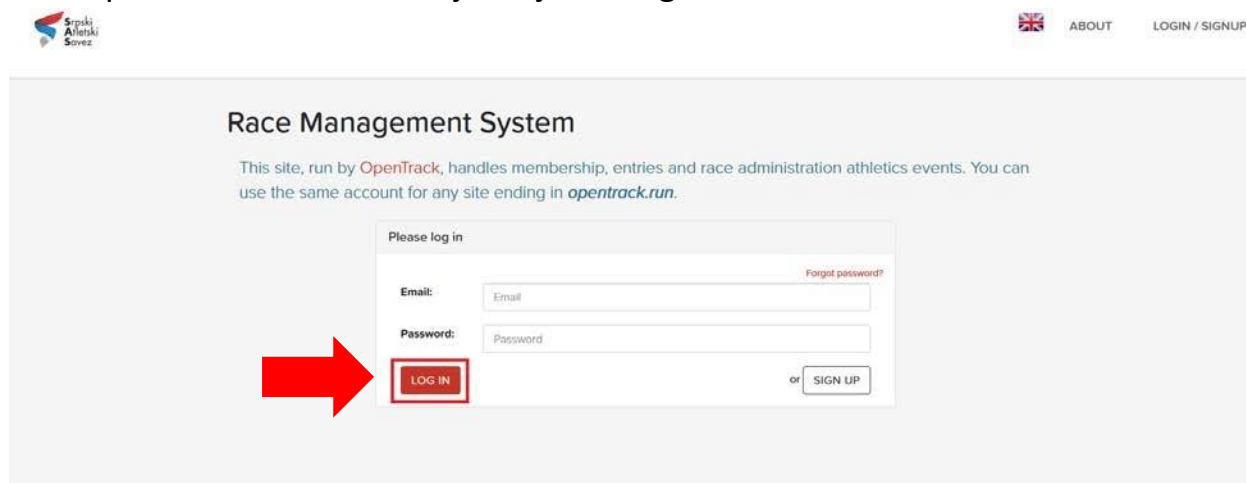 Srpski
Atletski
Savez
ABOUT
LOGIN / SIGNUP
Race Management System
This site, run by OpenTrack, handles membership, entries and race administration athletics events. You can
use the same account for any site ending in opentrack.run.
Please log in
Forgot password?
Email:
Email
Password:
Password
LOG IN
or SIGN UP